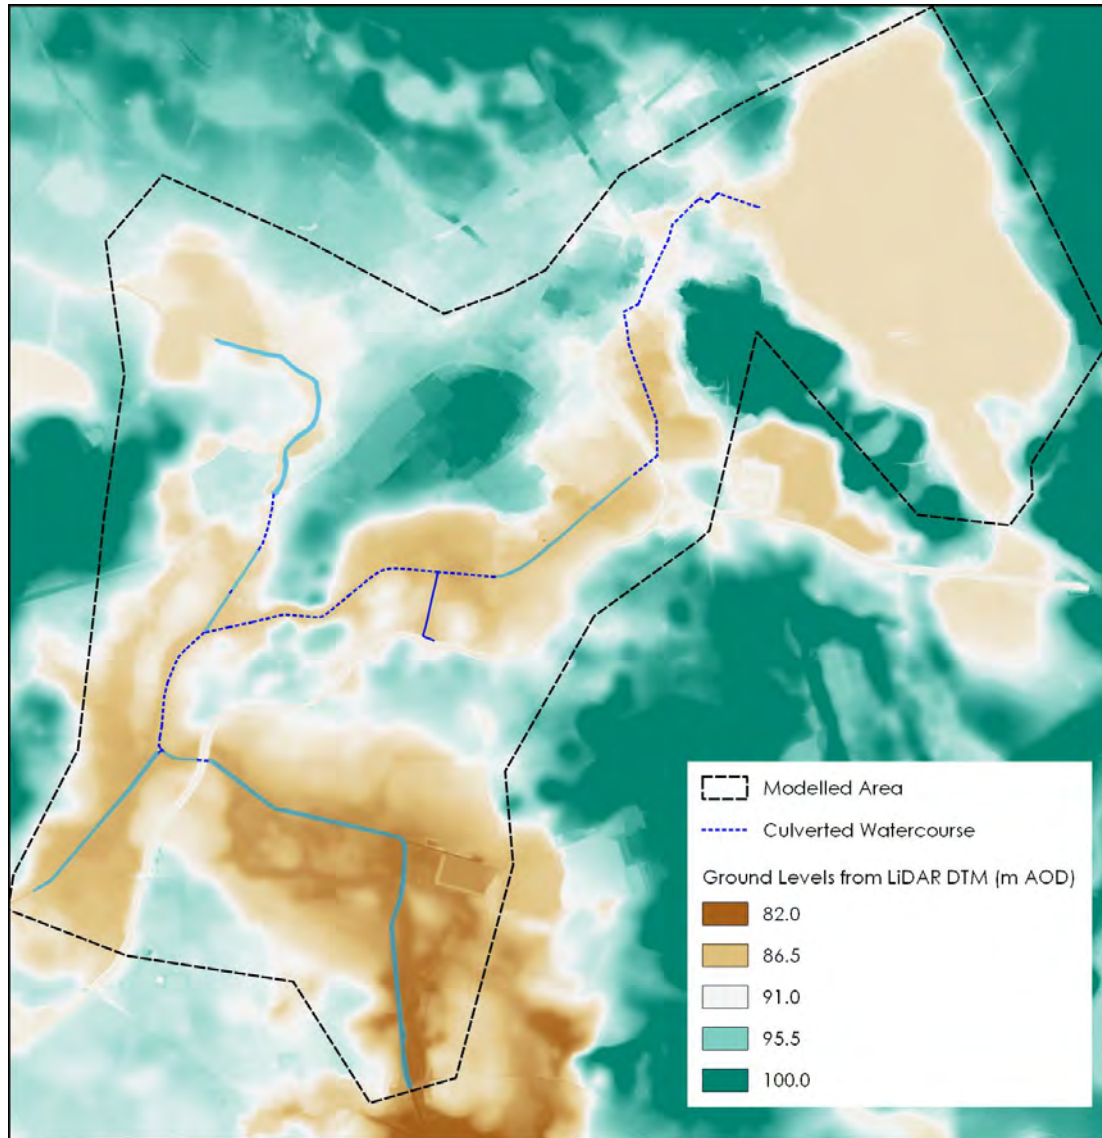 Modelled Area
Culverted Watercourse
Ground Levels from LiDAR DTM (m AOD)
82.0
86.5
91.0
95.5
100.0